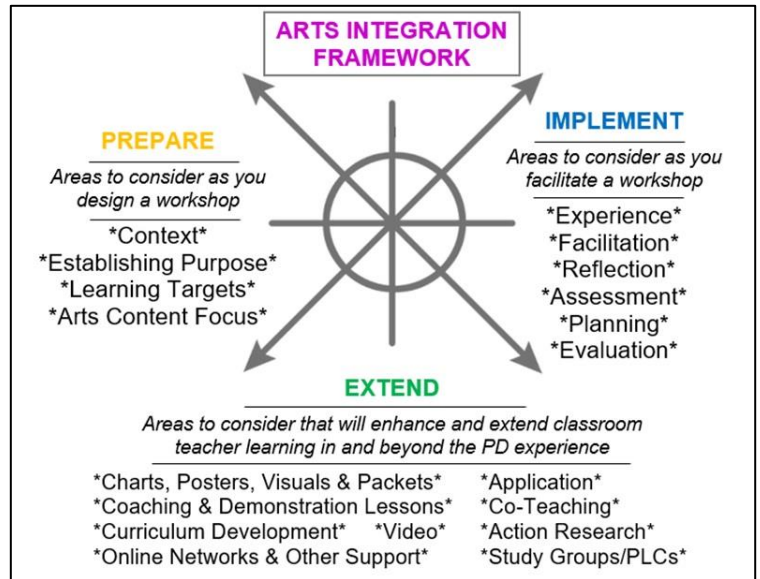 ARTS INTEGRATION
FRAMEWORK
PREPARE
Areas to consider as you
design a workshop
*Context*
*Establishing Purpose*
*Learning Targets*
*Arts Content Focus*
IMPLEMENT
Areas to consider as you
facilitate a workshop
*Experience*
*Facilitation*
*Reflection*
*Assessment*
*Planning*
*Evaluation*
EXTEND
Areas to consider that will enhance and extend classroom
teacher learning in and beyond the PD experience
*Charts, Posters, Visuals & Packets* *Application*
*Coaching & Demonstration Lessons* *Co-Teaching*
*Curriculum Development* *Video* *Action Research*
*Online Networks & Other Support* *Study Groups/PLCs*